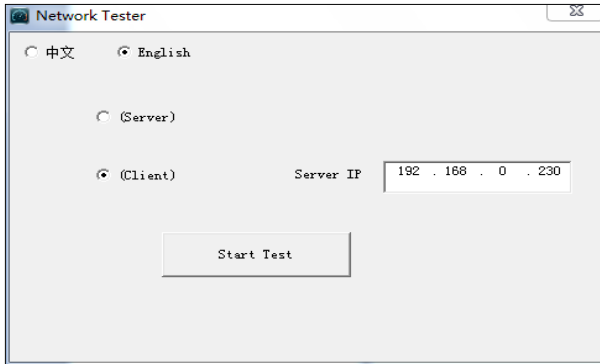 Network Tester
中文 English
(Server)
(Client) Server IP 192 . 168 . 0 . 230
Start Test